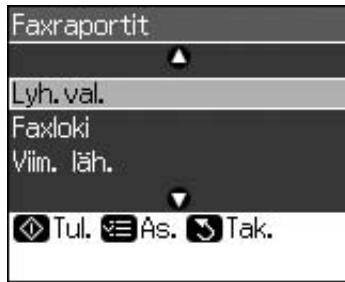 Faxraportit
Lyh. val.
Faxloki
Viim. läh.
Tul. As. Tak.